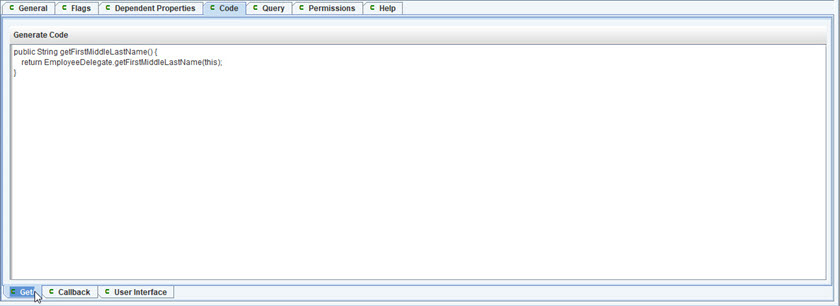 General Flags Dependent Properties Code Query Permissions Help
Generate Code
public String getFirstMiddleLastName() {
return EmployeeDelegate.getFirstMiddleLastName(this);
}
Get Callback User Interface